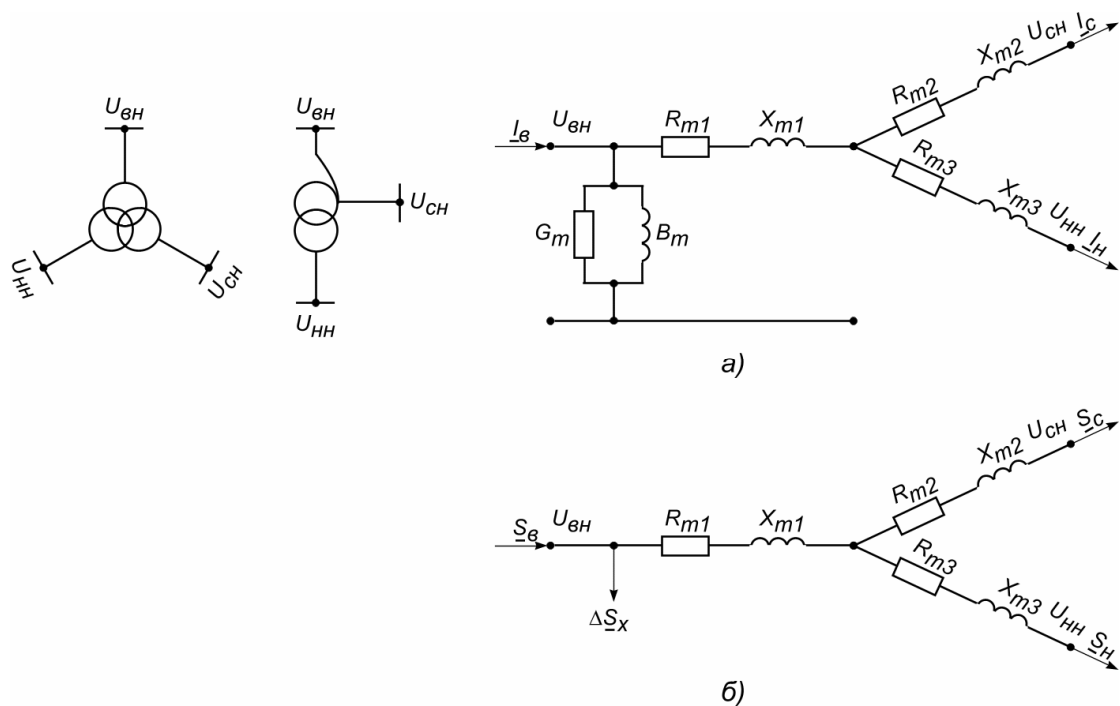 Uвн
Uнн
Uсн
Uвн
Uсн
Uнн
Iв
Uвн
Rт1
Xт1
Rт2
Xт2
Uсн
Iс
Rт3
Xт3
Uнн
Iн
Gт
Bт
а)
Sв
Uвн
Rт1
Xт1
Rт2
Xт2
Uсн
Sс
Rт3
Xт3
Uнн
Sн
ΔSх
б)